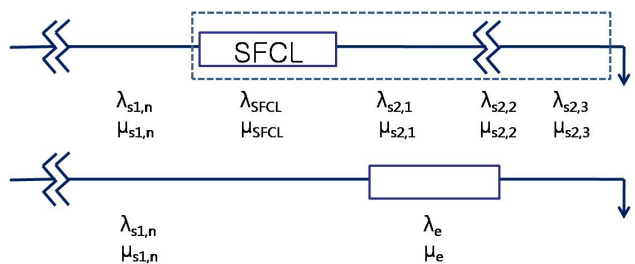 SFCL
λs1,n λSFCL λs2,1 λs2,2 λs2,3
μs1,n μSFCL μs2,1 μs2,2 μs2,3
λs1,n λe
μs1,n μe